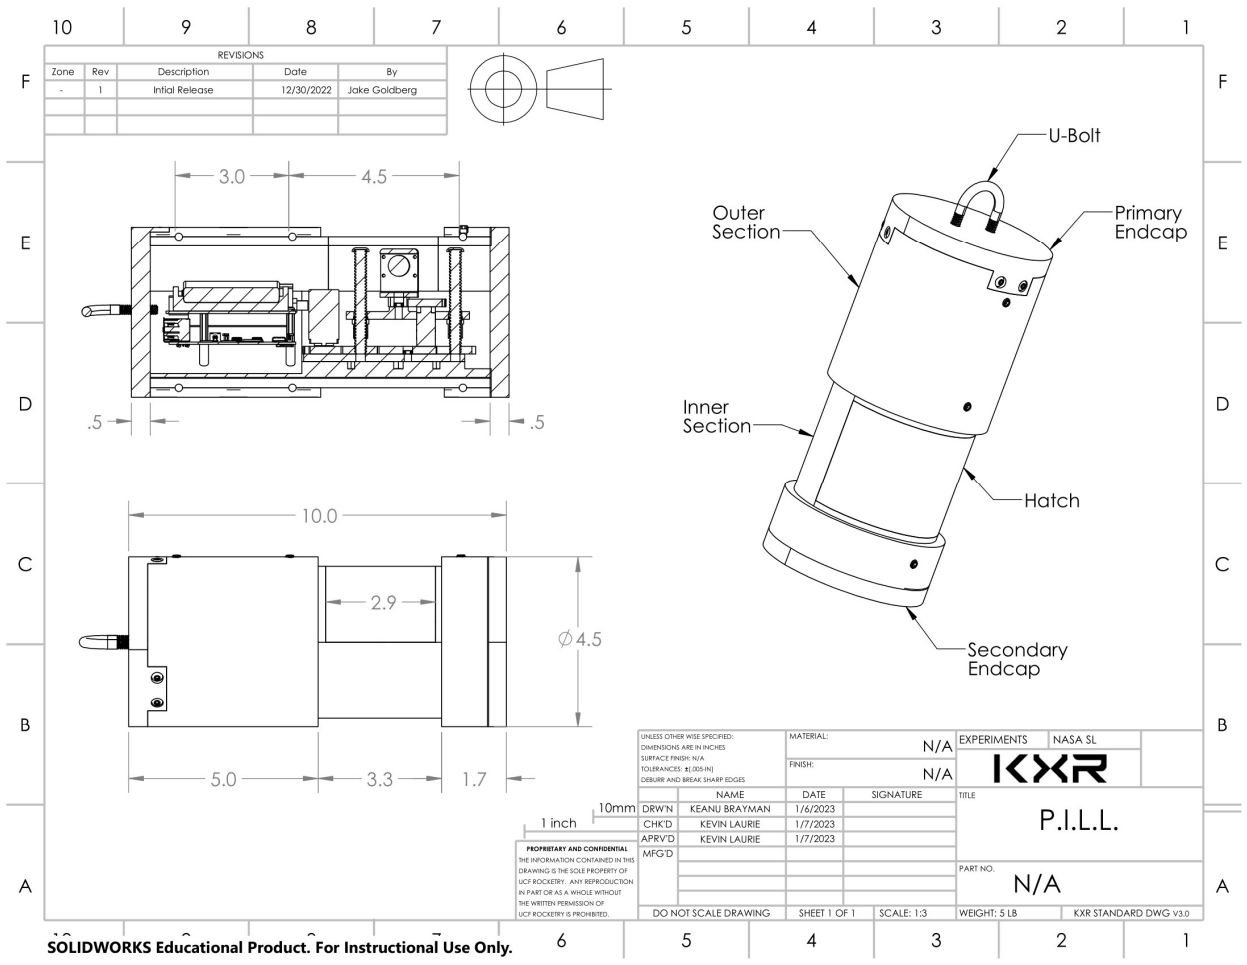 10 9 8 7 6 5 4 3 2 1
REVISIONS
Zone Rev Description Date By
- 1 Intial Release 12/30/2022 Jake Goldberg
F F
U-Bolt
3.0 4.5
Outer
Section
Primary
Endcap
E E
Inner
Section
D D
.5 .5
Hatch
10.0
C C
2.9
⌀4.5
Secondary
Endcap
B B
5.0 3.3 1.7
10mm
1 inch
PROPRIETARY AND CONFIDENTIAL
THE INFORMATION CONTAINED IN THIS
DRAWING IS THE SOLE PROPERTY OF
UCF ROCKETRY. ANY REPRODUCTION
IN PART OR AS A WHOLE WITHOUT
THE WRITTEN PERMISSION OF
UCF ROCKETRY IS PROHIBITED.
UNLESS OTHER WISE SPECIFIED:
DIMENSIONS ARE IN INCHES
SURFACE FINISH: N/A
TOLERANCES: ±[.005-IN]
DEBURR AND BREAK SHARP EDGES
MATERIAL:
N/A
FINISH:
N/A
EXPERIMENTS NASA SL
KXR
NAME DATE SIGNATURE
DRW'N KEANU BRAYMAN 1/6/2023
CHK'D KEVIN LAURIE 1/7/2023
APRV'D KEVIN LAURIE 1/7/2023
MFG'D
TITLE
P.I.L.L.
PART NO.
N/A
A A
DO NOT SCALE DRAWING SHEET 1 OF 1 SCALE: 1:3 WEIGHT: 5 LB KXR STANDARD DWG V3.0
6 5 4 3 2 1
SOLIDWORKS Educational Product. For Instructional Use Only.